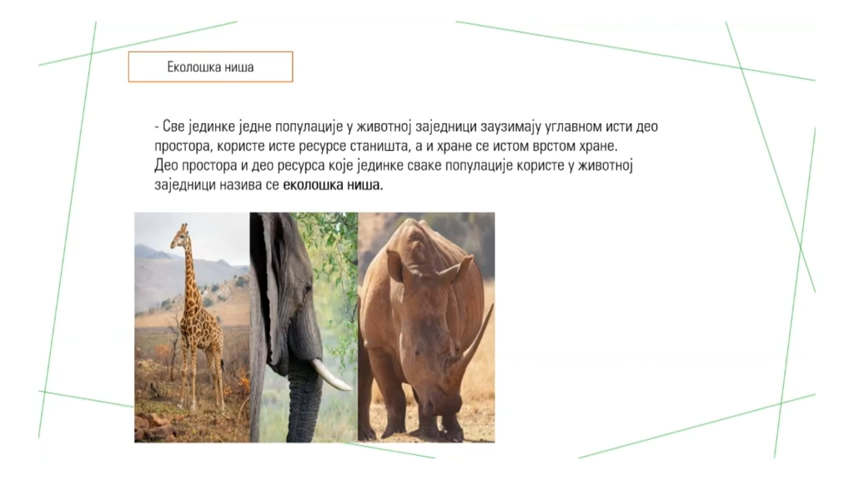 Еколошка ниша
- Све јединке једне популације у животној заједници заузимају углавном исти део
простора, користе исте ресурсе станишта, а и хране се истом врстом хране.
Део простора и део ресурса које јединке сваке популације користе у животној
заједници назива се еколошка ниша.